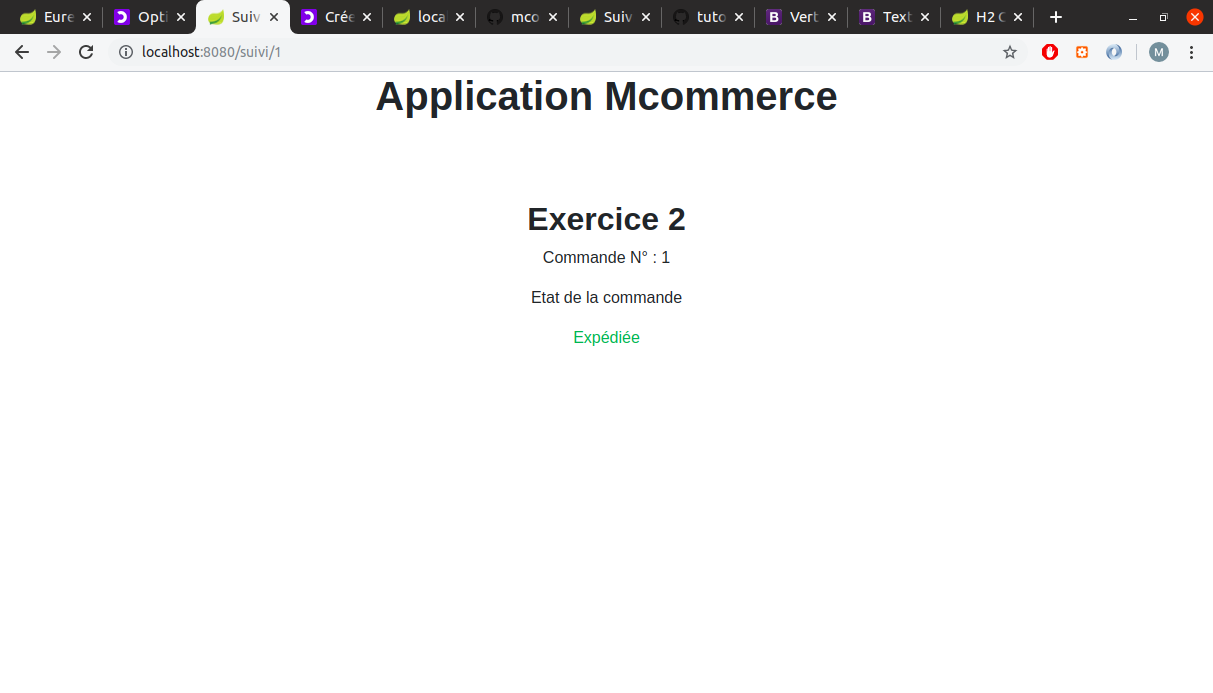 Eure Opt Suiv Crée loca mco Suiv tuto Vert Text H2 C
localhost:8080/suivi/1
M
Application Mcommerce
Exercice 2
Commande N° : 1
Etat de la commande
Expédiée